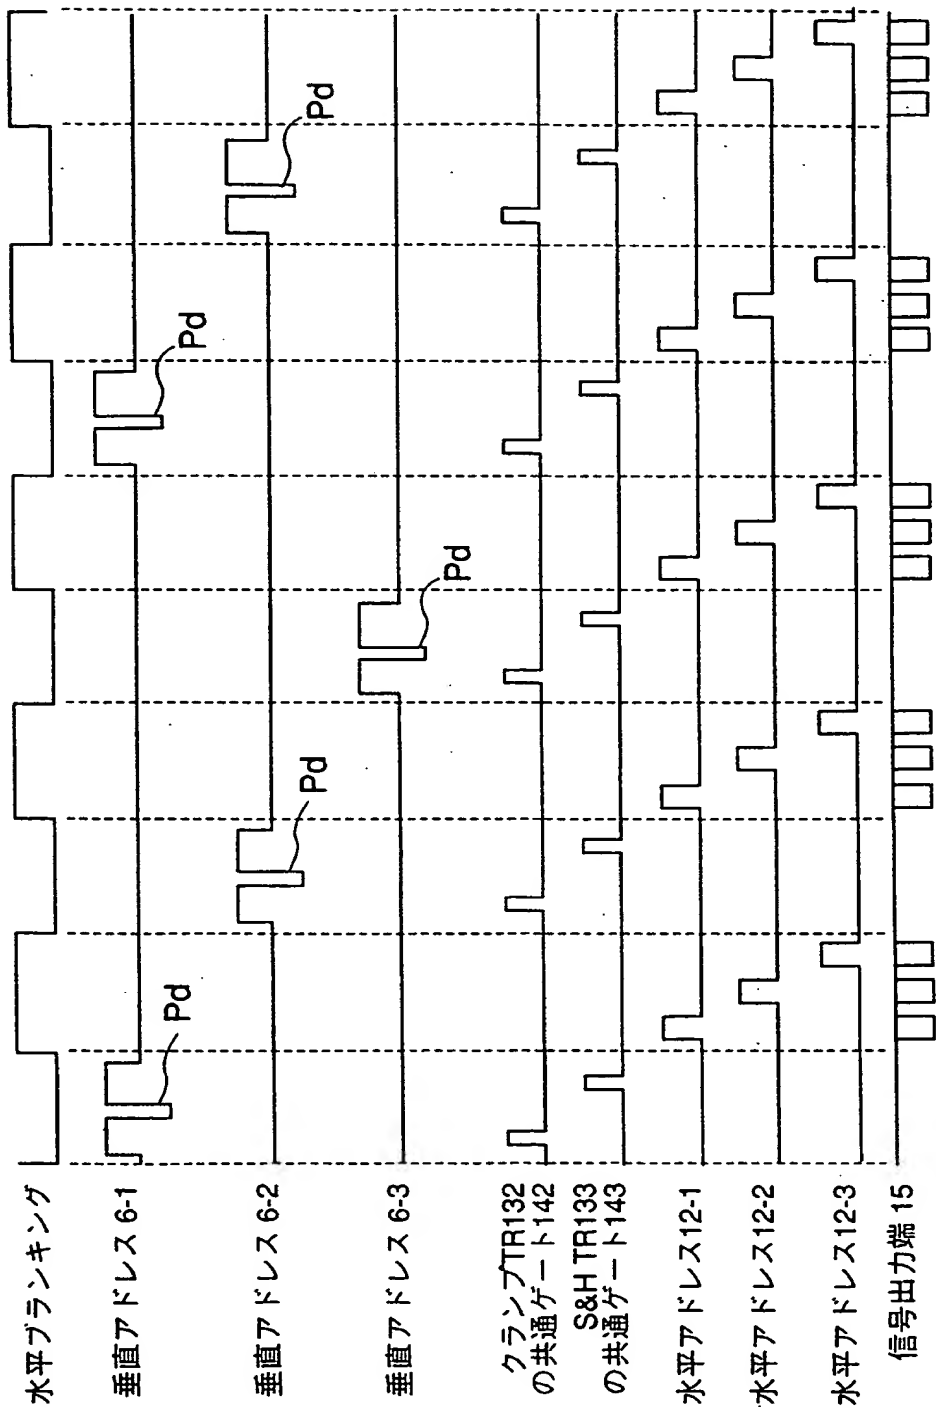 水平ブランキング
垂直アドレス 6-1
垂直アドレス 6-2
垂直アドレス 6-3
クランプTR132
の共通ゲート142
S&H TR133
の共通ゲート143
水平アドレス12-1
水平アドレス12-2
水平アドレス12-3
信号出力端 15
Pd
Pd
Pd
Pd
Pd